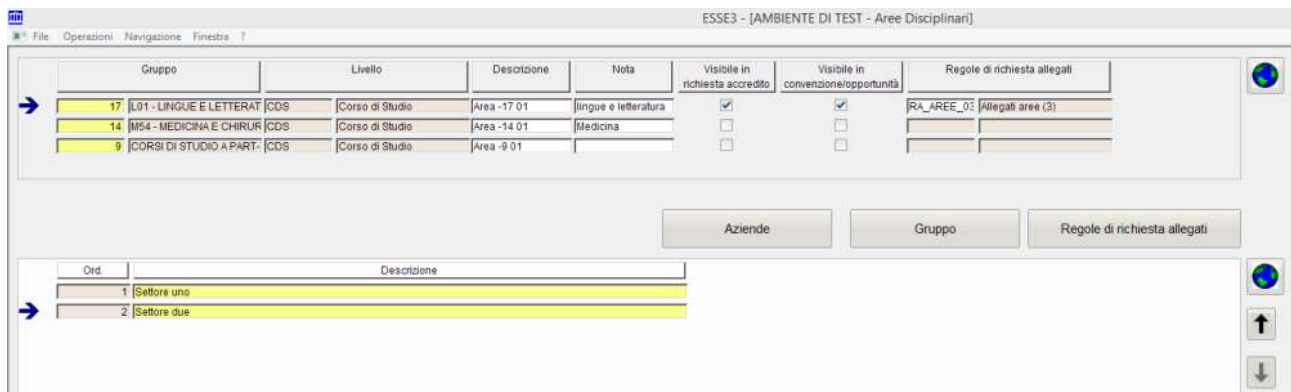 ESSE3 - [AMBIENTE DI TEST - Aree Disciplinari]
File Operazioni Navigazione Finestra ?
Gruppo Livello Descrizione Nota Visibile in richiesta accredito Visibile in convenzione/opportunità Regole di richiesta allegati
17 L01 - LINGUE E LETTERAT CDS Corso di Studio Area -17 01 lingue e letteratura RA_AREE_03 Allegati aree (3)
14 M54 - MEDICINA E CHIRUR CDS Corso di Studio Area -14 01 Medicina
9 CORSI DI STUDIO A PART- CDS Corso di Studio Area -9 01
Aziende Gruppo Regole di richiesta allegati
Ord. Descrizione
1 Settore uno
2 Settore due